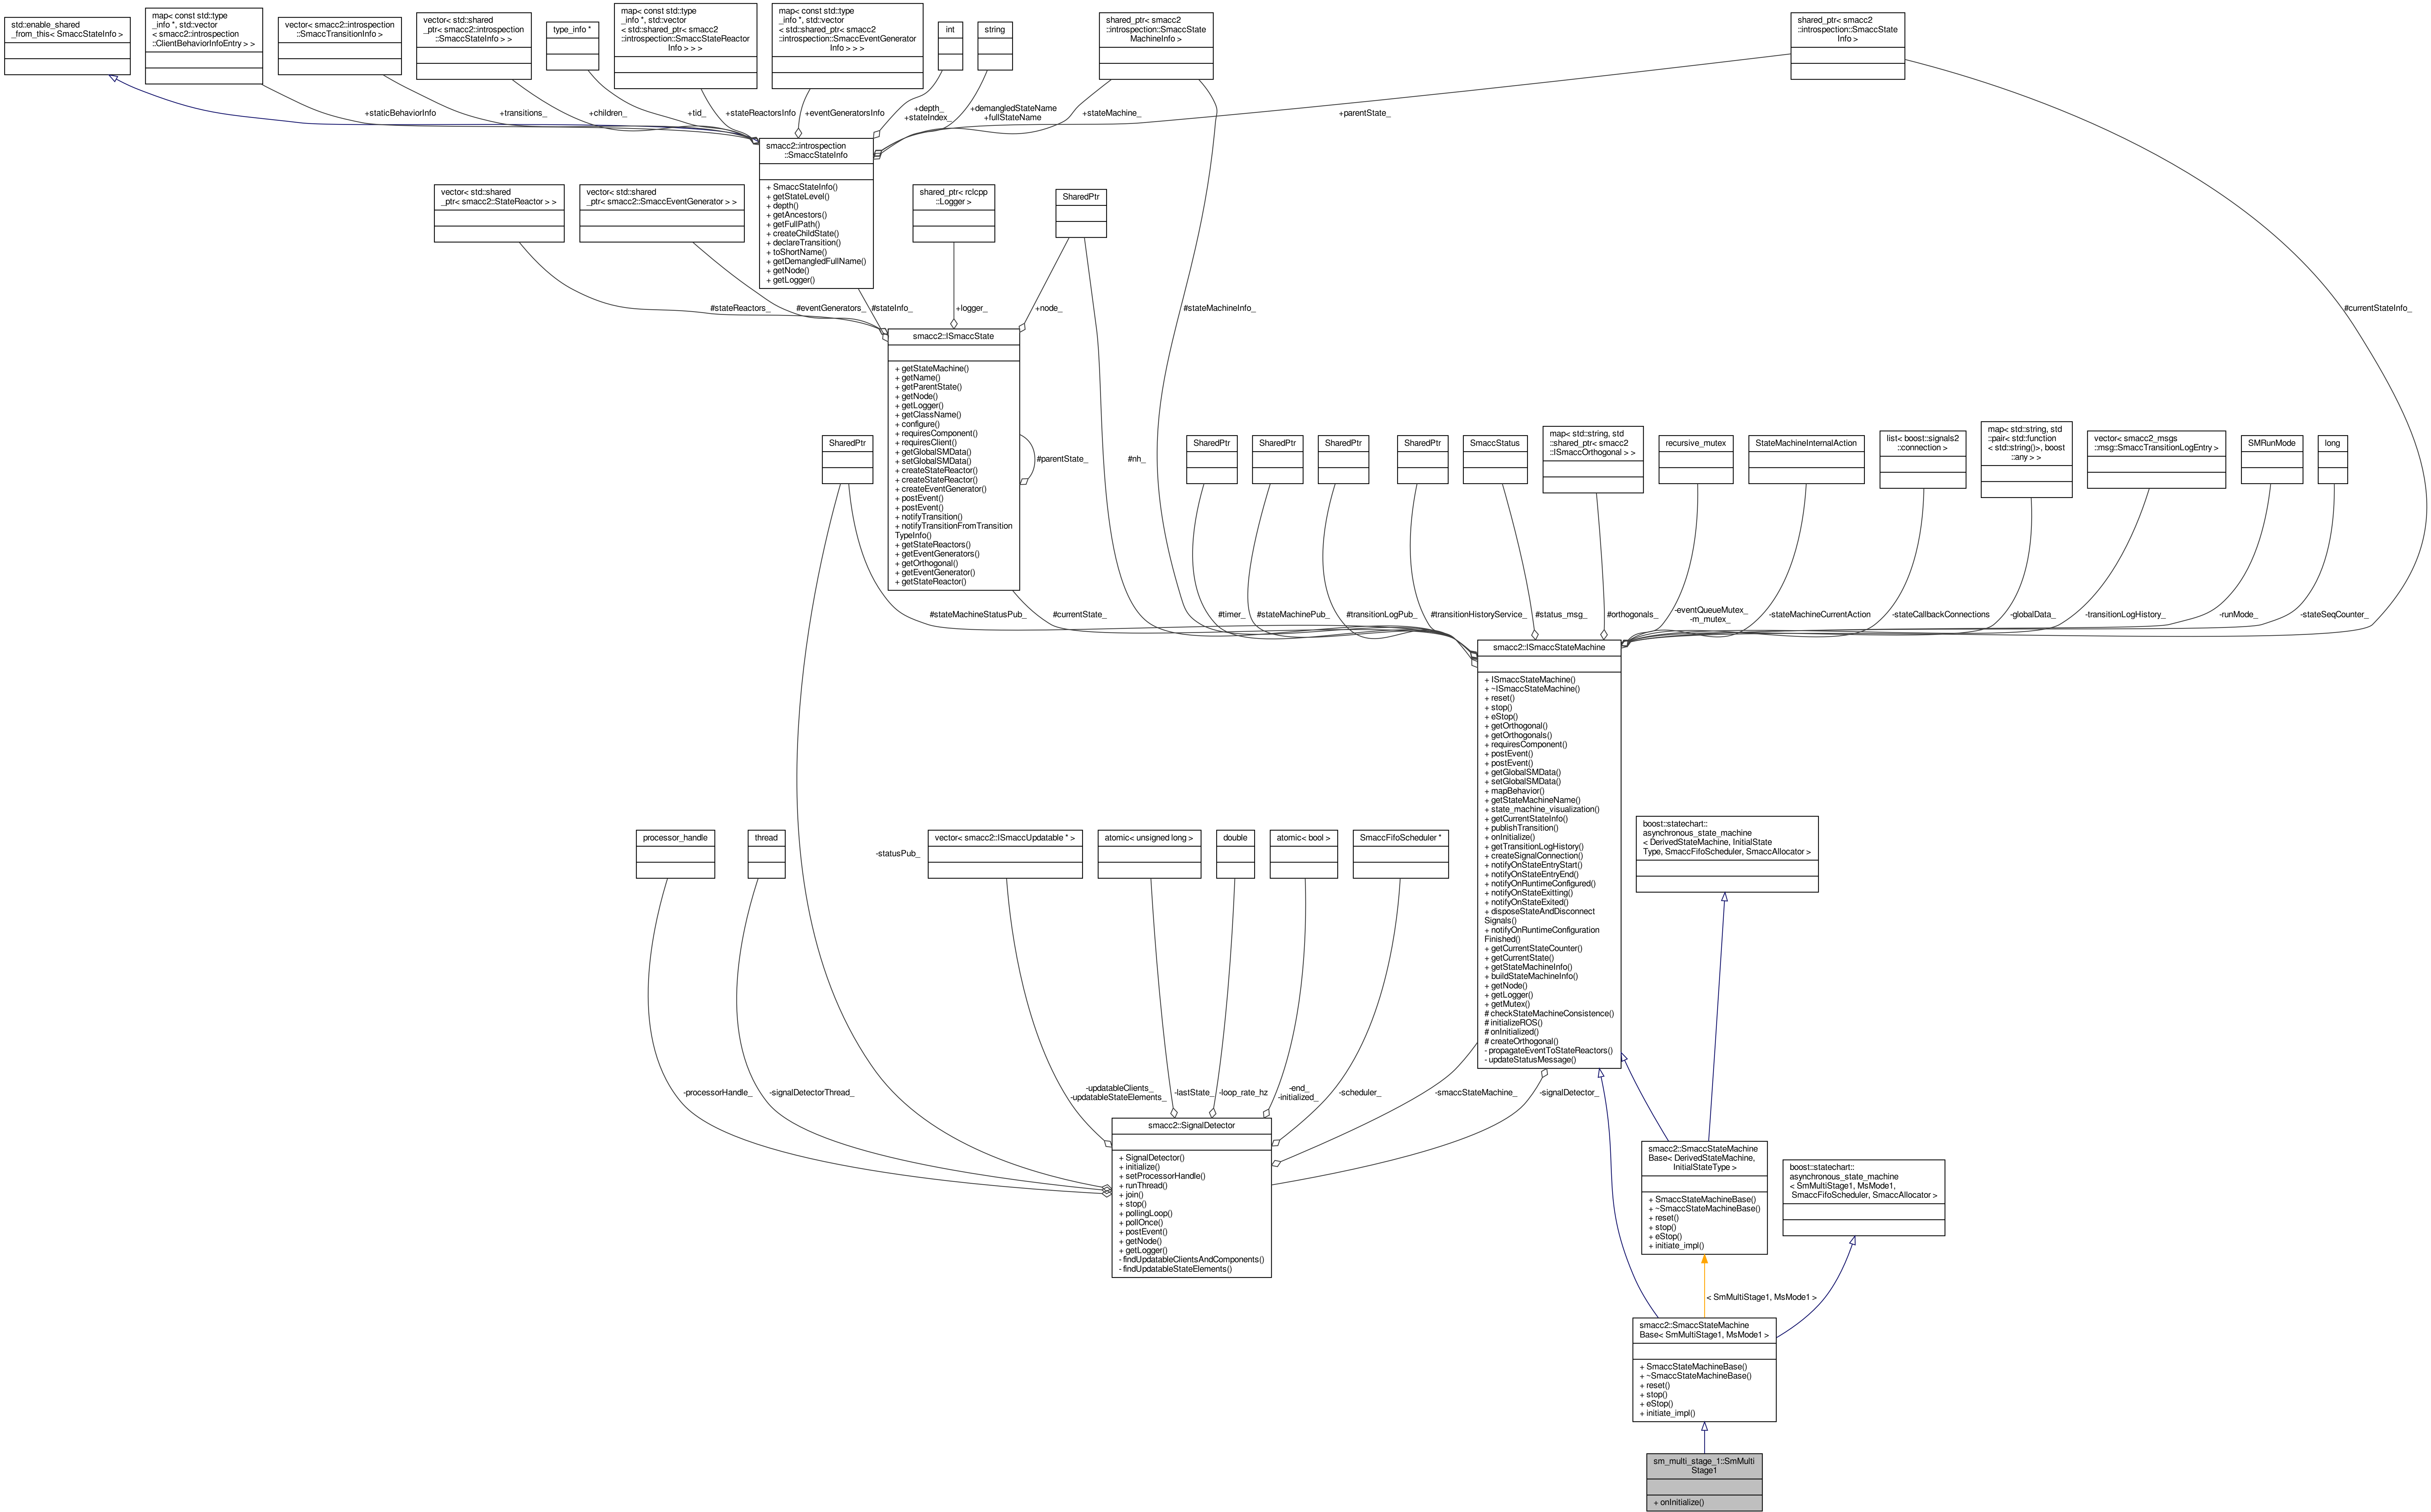 std::enable_shared
_from_this< SmaccStateInfo >
map< const std::type
_info *, std::vector
< smacc2::introspection
::ClientBehaviorInfoEntry > >
vector< smacc2::introspection
::SmaccTransitionInfo >
vector< std::shared
_ptr< smacc2::introspection
::SmaccStateInfo > >
type_info *
map< const std::type
_info *, std::vector
< std::shared_ptr< smacc2
::introspection::SmaccStateReactor
Info > > >
map< const std::type
_info *, std::vector
< std::shared_ptr< smacc2
::introspection::SmaccEventGenerator
Info > > >
int
string
shared_ptr< smacc2
::introspection::SmaccState
MachineInfo >
shared_ptr< smacc2
::introspection::SmaccState
Info >
+staticBehaviorInfo
+transitions_
+children_
+tid_
+stateReactorsInfo
+eventGeneratorsInfo
+depth_
+stateIndex_
+demangledStateName
+fullStateName
+stateMachine_
+parentState_
smacc2::introspection
::SmaccStateInfo
+ SmaccStateInfo()
+ getStateLevel()
+ depth()
+ getAncestors()
+ getFullPath()
+ createChildState()
+ declareTransition()
+ toShortName()
+ getDemangledFullName()
+ getNode()
+ getLogger()
vector< std::shared
_ptr< smacc2::StateReactor > >
vector< std::shared
_ptr< smacc2::SmaccEventGenerator > >
shared_ptr< rclcpp
::Logger >
SharedPtr
#stateReactors_
#eventGenerators_
#stateInfo_
+logger_
+node_
#stateMachineInfo_
#currentStateInfo_
smacc2::ISmaccState
+ getStateMachine()
+ getName()
+ getParentState()
+ getNode()
+ getLogger()
+ getClassName()
+ configure()
+ requiresComponent()
+ requiresClient()
+ getGlobalSMData()
+ setGlobalSMData()
+ createStateReactor()
+ createStateReactor()
+ createEventGenerator()
+ postEvent()
+ postEvent()
+ notifyTransition()
+ notifyTransitionFromTransition
TypeInfo()
+ getStateReactors()
+ getEventGenerators()
+ getOrthogonal()
+ getEventGenerator()
+ getStateReactor()
#parentState_
#nh_
SharedPtr
SharedPtr
SharedPtr
SharedPtr
SharedPtr
SmaccStatus
map< std::string, std
::shared_ptr< smacc2
::ISmaccOrthogonal > >
recursive_mutex
StateMachineInternalAction
list< boost::signals2
::connection >
map< std::string, std
::pair< std::function
< std::string()>, boost
::any > >
vector< smacc2_msgs
::msg::SmaccTransitionLogEntry >
SMRunMode
long
#stateMachineStatusPub_
#currentState_
#timer_
#stateMachinePub_
#transitionLogPub_
#transitionHistoryService_
#status_msg_
#orthogonals_
-eventQueueMutex_
-m_mutex_
-stateMachineCurrentAction
-stateCallbackConnections
-globalData_
-transitionLogHistory_
-runMode_
-stateSeqCounter_
smacc2::ISmaccStateMachine
+ ISmaccStateMachine()
+ ~ISmaccStateMachine()
+ reset()
+ stop()
+ eStop()
+ getOrthogonal()
+ getOrthogonals()
+ requiresComponent()
+ postEvent()
+ postEvent()
+ getGlobalSMData()
+ setGlobalSMData()
+ mapBehavior()
+ getStateMachineName()
+ state_machine_visualization()
+ getCurrentStateInfo()
+ publishTransition()
+ onInitialize()
+ getTransitionLogHistory()
+ createSignalConnection()
+ notifyOnStateEntryStart()
+ notifyOnStateEntryEnd()
+ notifyOnRuntimeConfigured()
+ notifyOnStateExitting()
+ notifyOnStateExited()
+ disposeStateAndDisconnect
Signals()
+ notifyOnRuntimeConfiguration
Finished()
+ getCurrentStateCounter()
+ getCurrentState()
+ getStateMachineInfo()
+ buildStateMachineInfo()
+ getNode()
+ getLogger()
+ getMutex()
# checkStateMachineConsistence()
# initializeROS()
# onInitialized()
# createOrthogonal()
- propagateEventToStateReactors()
- updateStatusMessage()
processor_handle
thread
-statusPub_
vector< smacc2::ISmaccUpdatable * >
atomic< unsigned long >
double
atomic< bool >
SmaccFifoScheduler *
boost::statechart::
asynchronous_state_machine
< DerivedStateMachine, InitialState
Type, SmaccFifoScheduler, SmaccAllocator >
-processorHandle_
-signalDetectorThread_
-updatableClients_
-updatableStateElements_
-lastState_
-loop_rate_hz
-end_
-initialized_
-scheduler_
-smaccStateMachine_
-signalDetector_
smacc2::SignalDetector
+ SignalDetector()
+ initialize()
+ setProcessorHandle()
+ runThread()
+ join()
+ stop()
+ pollingLoop()
+ pollOnce()
+ postEvent()
+ getNode()
+ getLogger()
- findUpdatableClientsAndComponents()
- findUpdatableStateElements()
smacc2::SmaccStateMachine
Base< DerivedStateMachine,
InitialStateType >
+ SmaccStateMachineBase()
+ ~SmaccStateMachineBase()
+ reset()
+ stop()
+ eStop()
+ initiate_impl()
boost::statechart::
asynchronous_state_machine
< SmMultiStage1, MsMode1,
SmaccFifoScheduler, SmaccAllocator >
< SmMultiStage1, MsMode1 >
smacc2::SmaccStateMachine
Base< SmMultiStage1, MsMode1 >
+ SmaccStateMachineBase()
+ ~SmaccStateMachineBase()
+ reset()
+ stop()
+ eStop()
+ initiate_impl()
sm_multi_stage_1::SmMulti
Stage1
+ onInitialize()